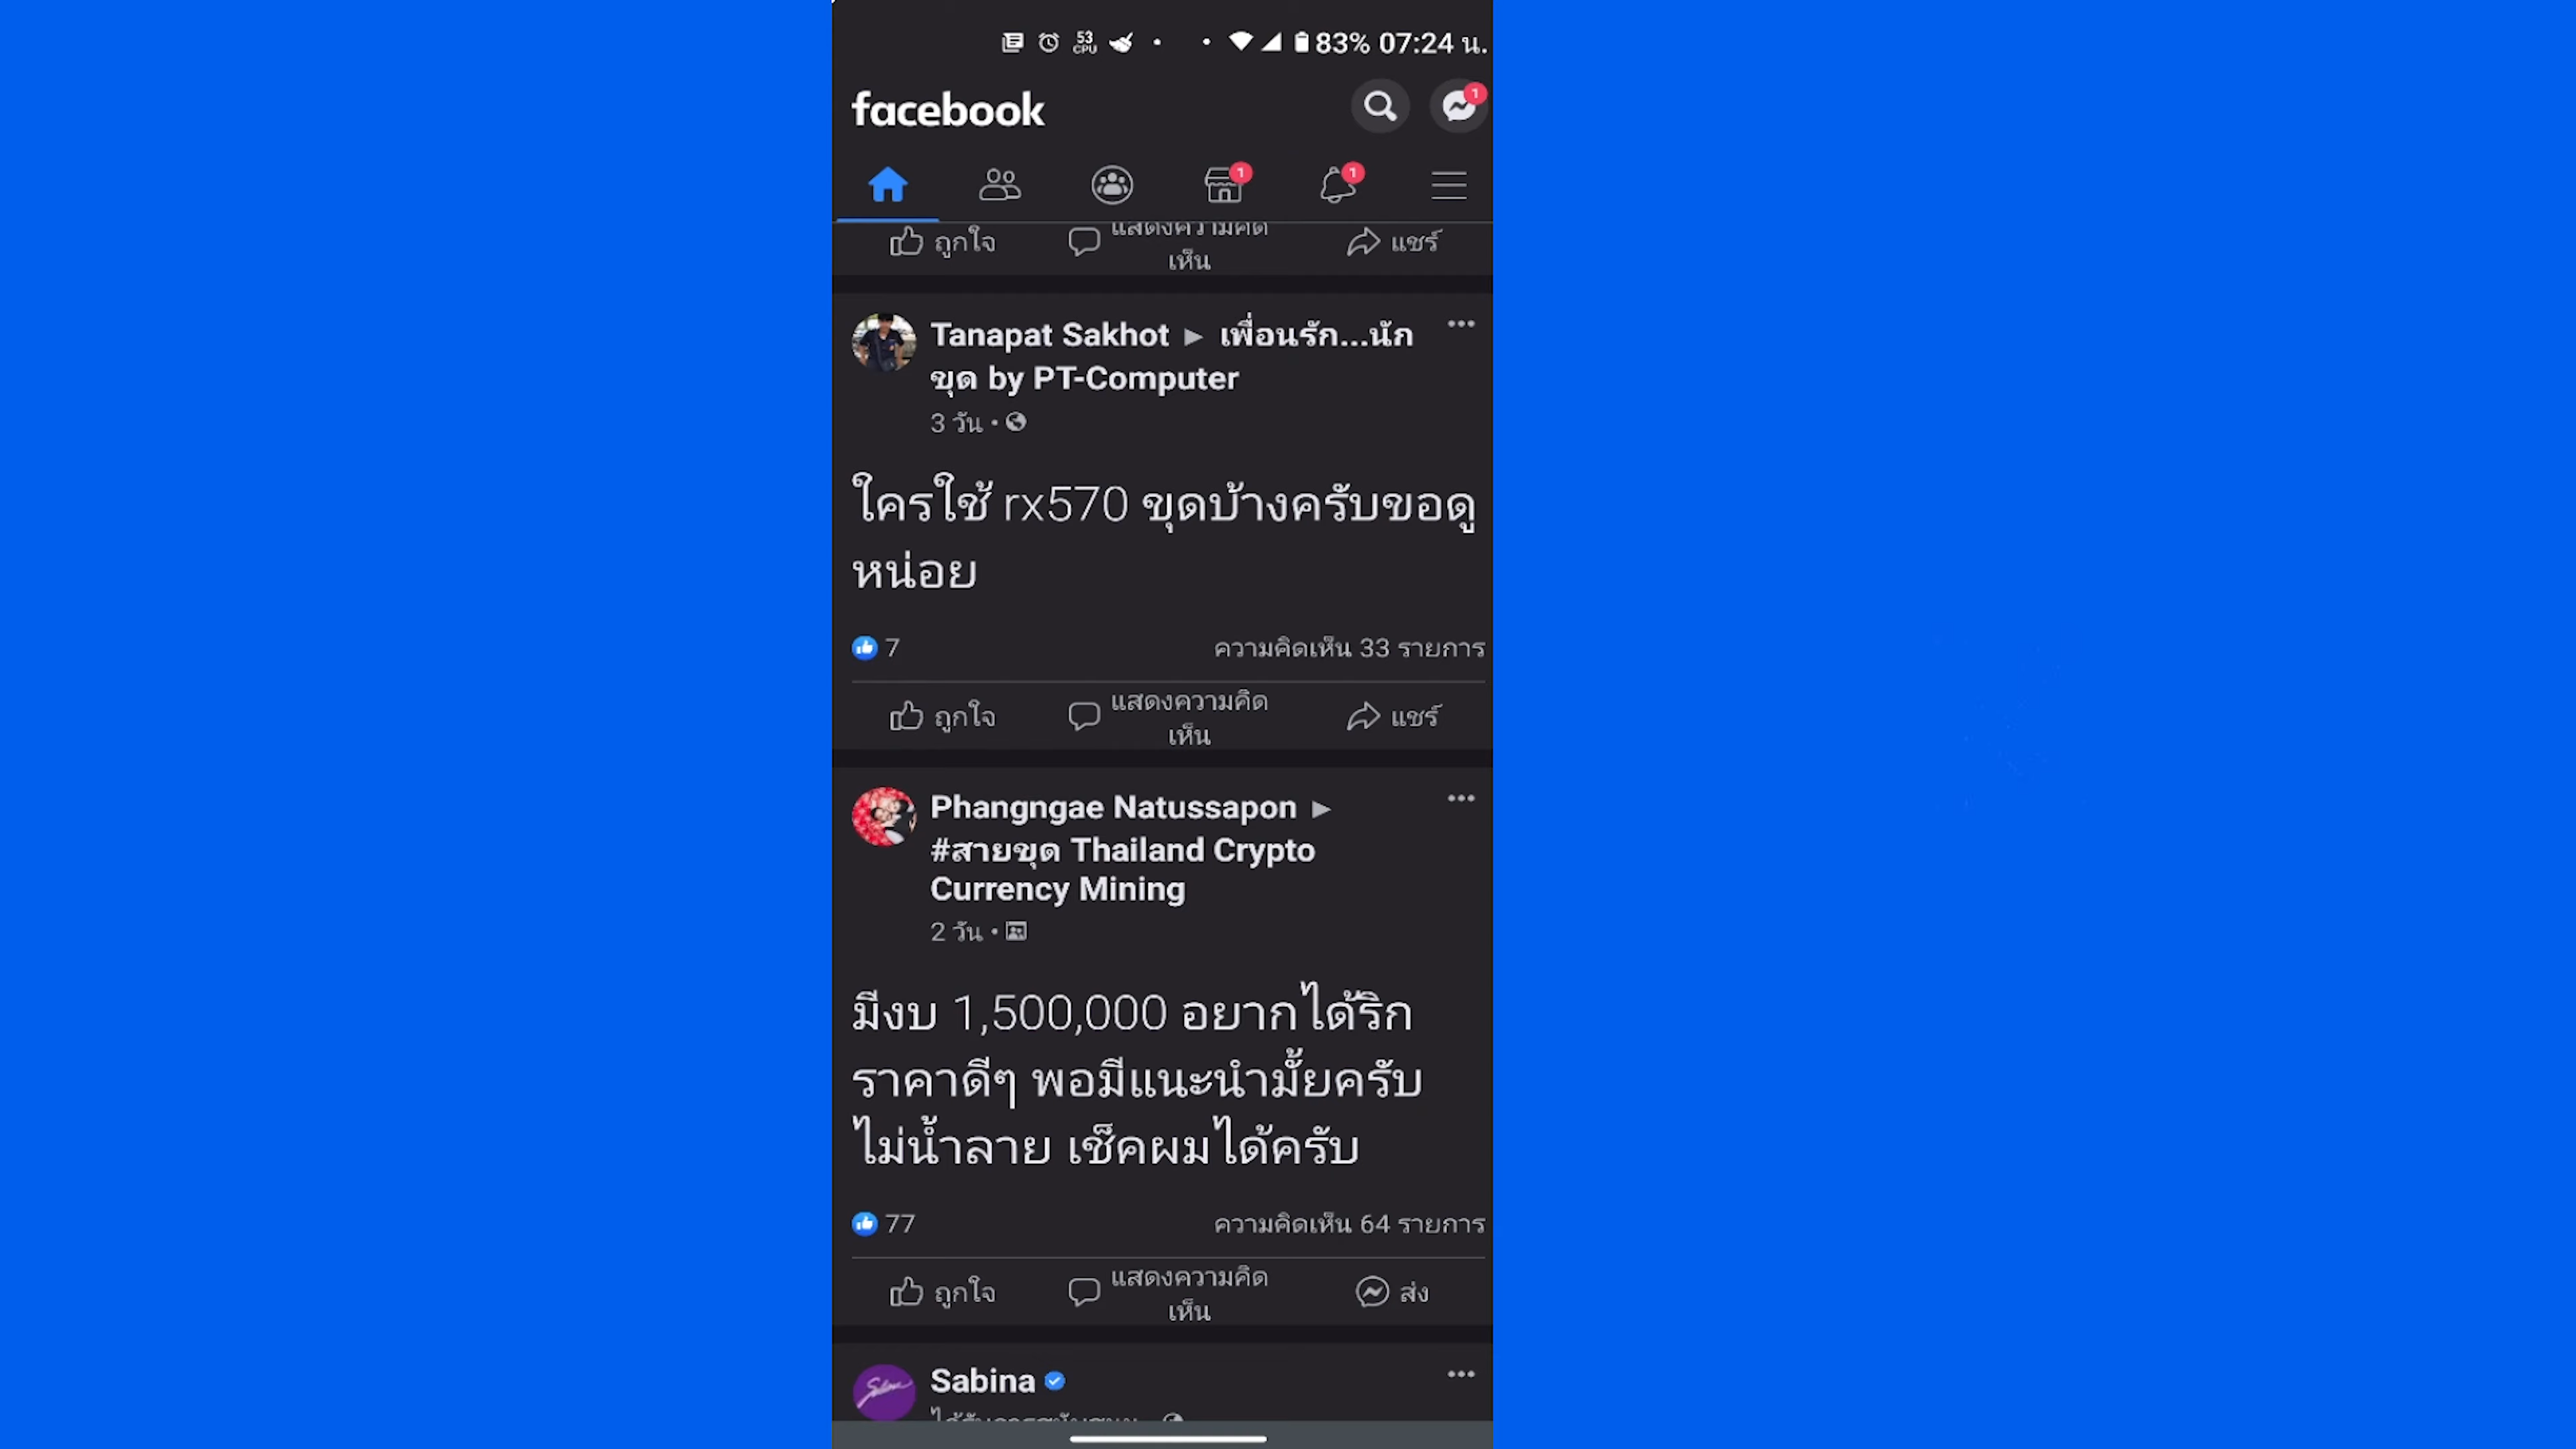 53
CPU
83% 07:24 น.
facebook
1
1
1
ถูกใจ
แสดงความคิด
เห็น
แชร์
Tanapat Sakhot ▶ เพื่อนรัก...นัก
ขุด by PT-Computer
3 วัน •
ใครใช้ rx570 ขุดบ้างครับขอดู
หน่อย
7
ความคิดเห็น 33 รายการ
ถูกใจ
แสดงความคิด
เห็น
แชร์
Phangngae Natussapon ▶
#สายขุด Thailand Crypto
Currency Mining
2 วัน •
มีงบ 1,500,000 อยากได้ริก
ราคาดีๆ พอมีแนะนำมั้ยครับ
ไม่น้ำลาย เช็คผมได้ครับ
77
ความคิดเห็น 64 รายการ
ถูกใจ
แสดงความคิด
เห็น
ส่ง
Sabina
Sabina